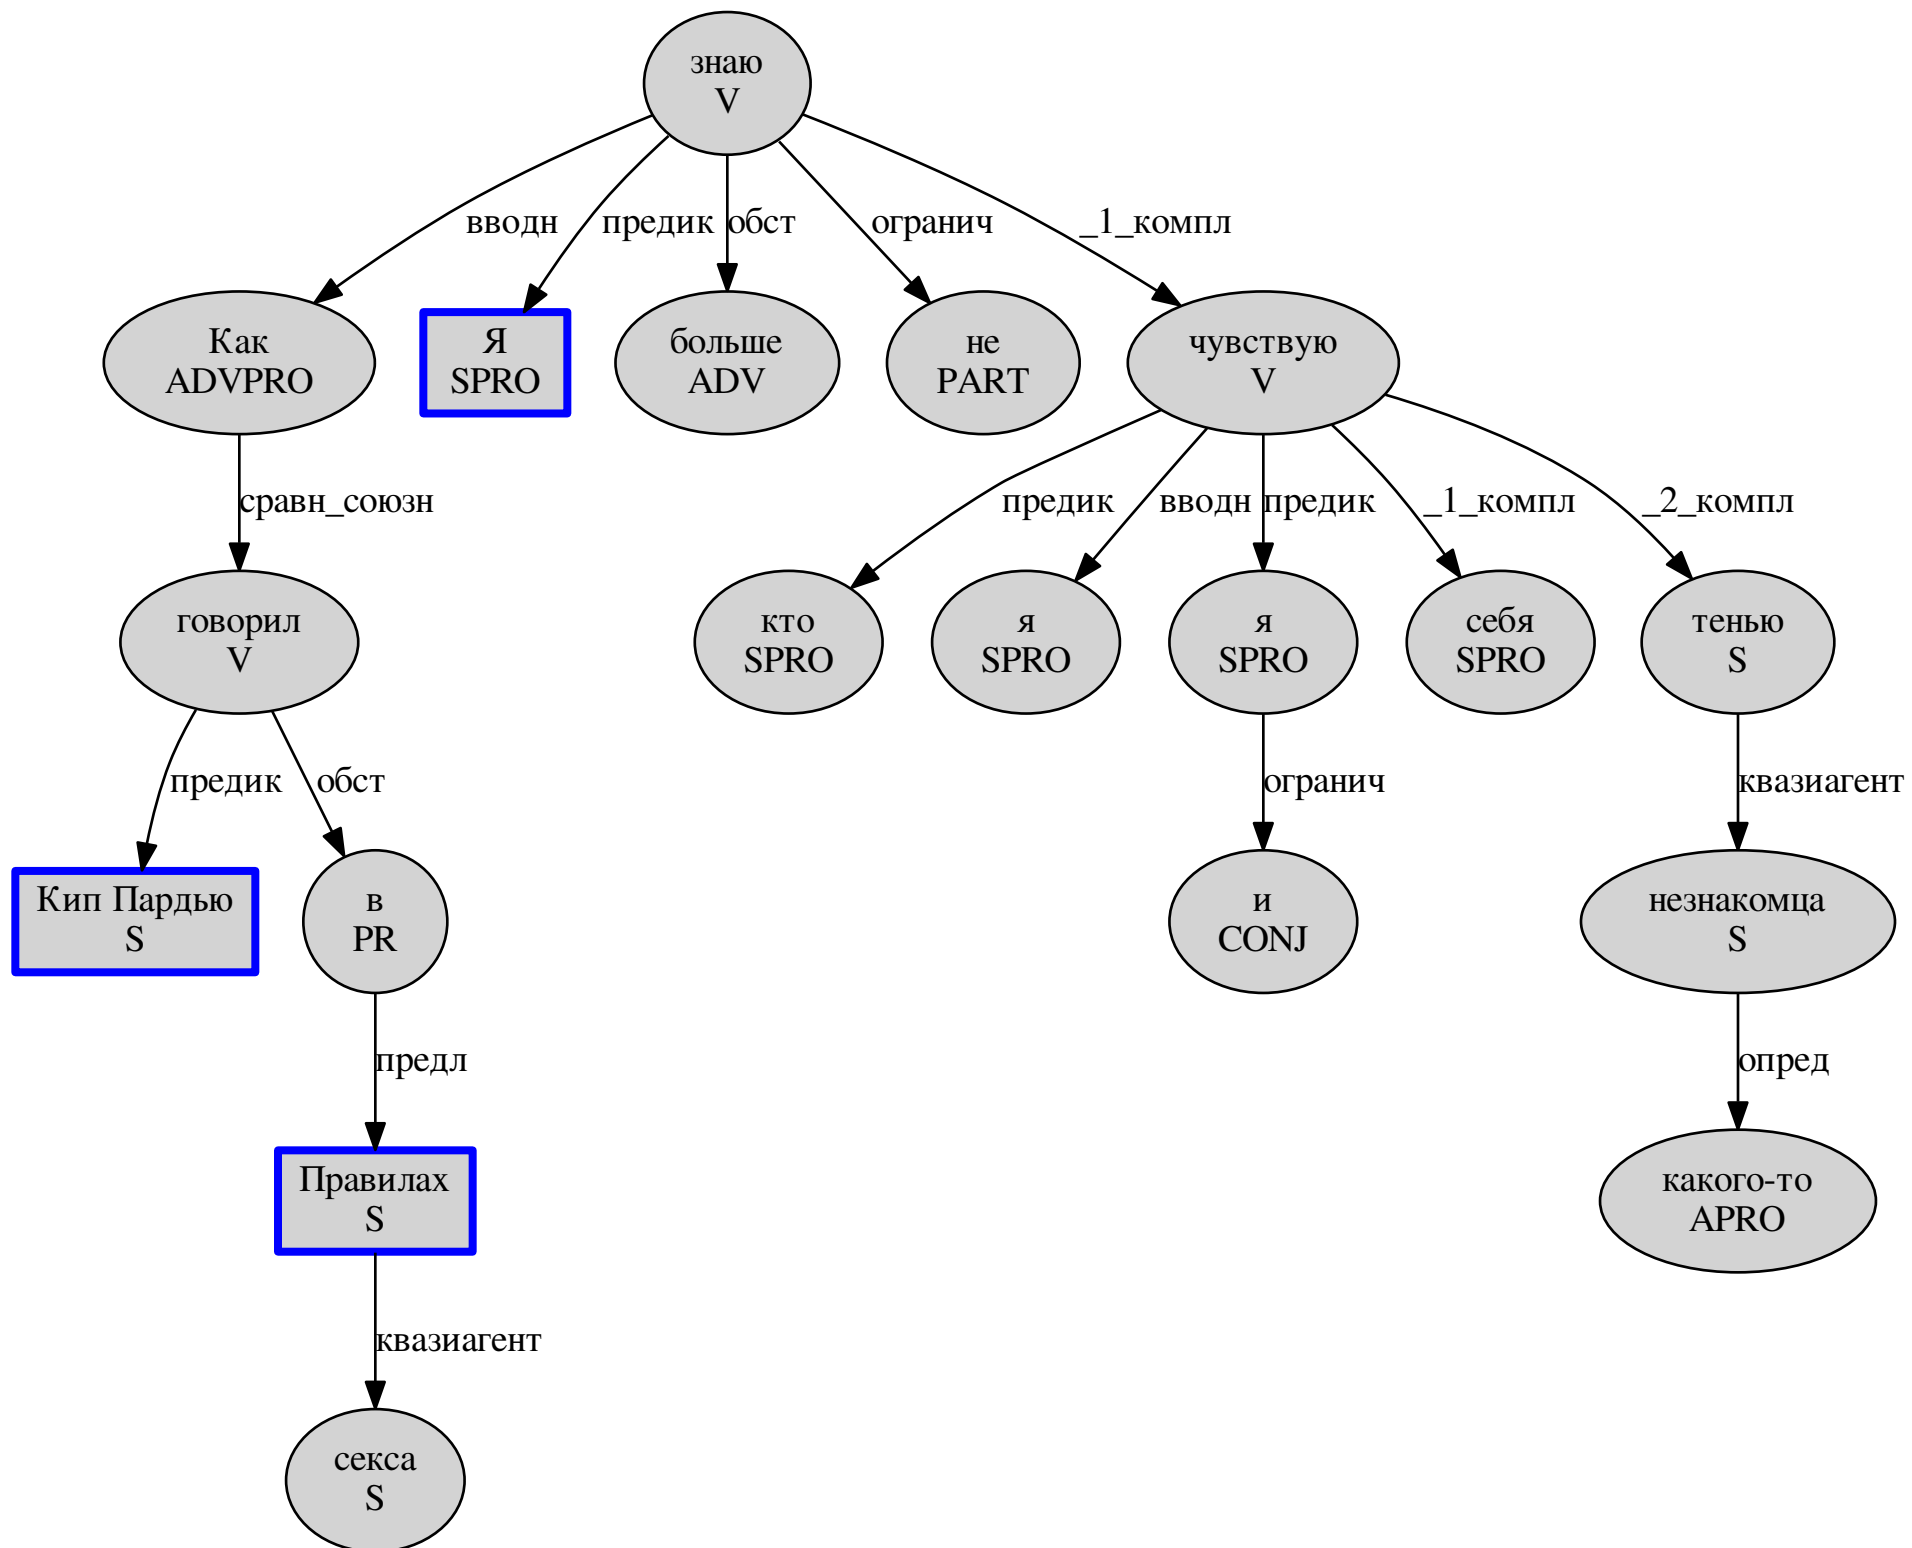 знаю
V
вводн
предик
обст
огранич
_1_компл
Как
ADVPRO
Я
SPRO
больше
ADV
не
PART
чувствую
V
сравн_союзн
предик
вводн
предик
_1_компл
_2_компл
говорил
V
кто
SPRO
я
SPRO
я
SPRO
себя
SPRO
тенью
S
предик
обст
огранич
квазиагент
Кип Пардью
S
в
PR
и
CONJ
незнакомца
S
предл
опред
Правилах
S
какого-то
APRO
квазиагент
секса
S